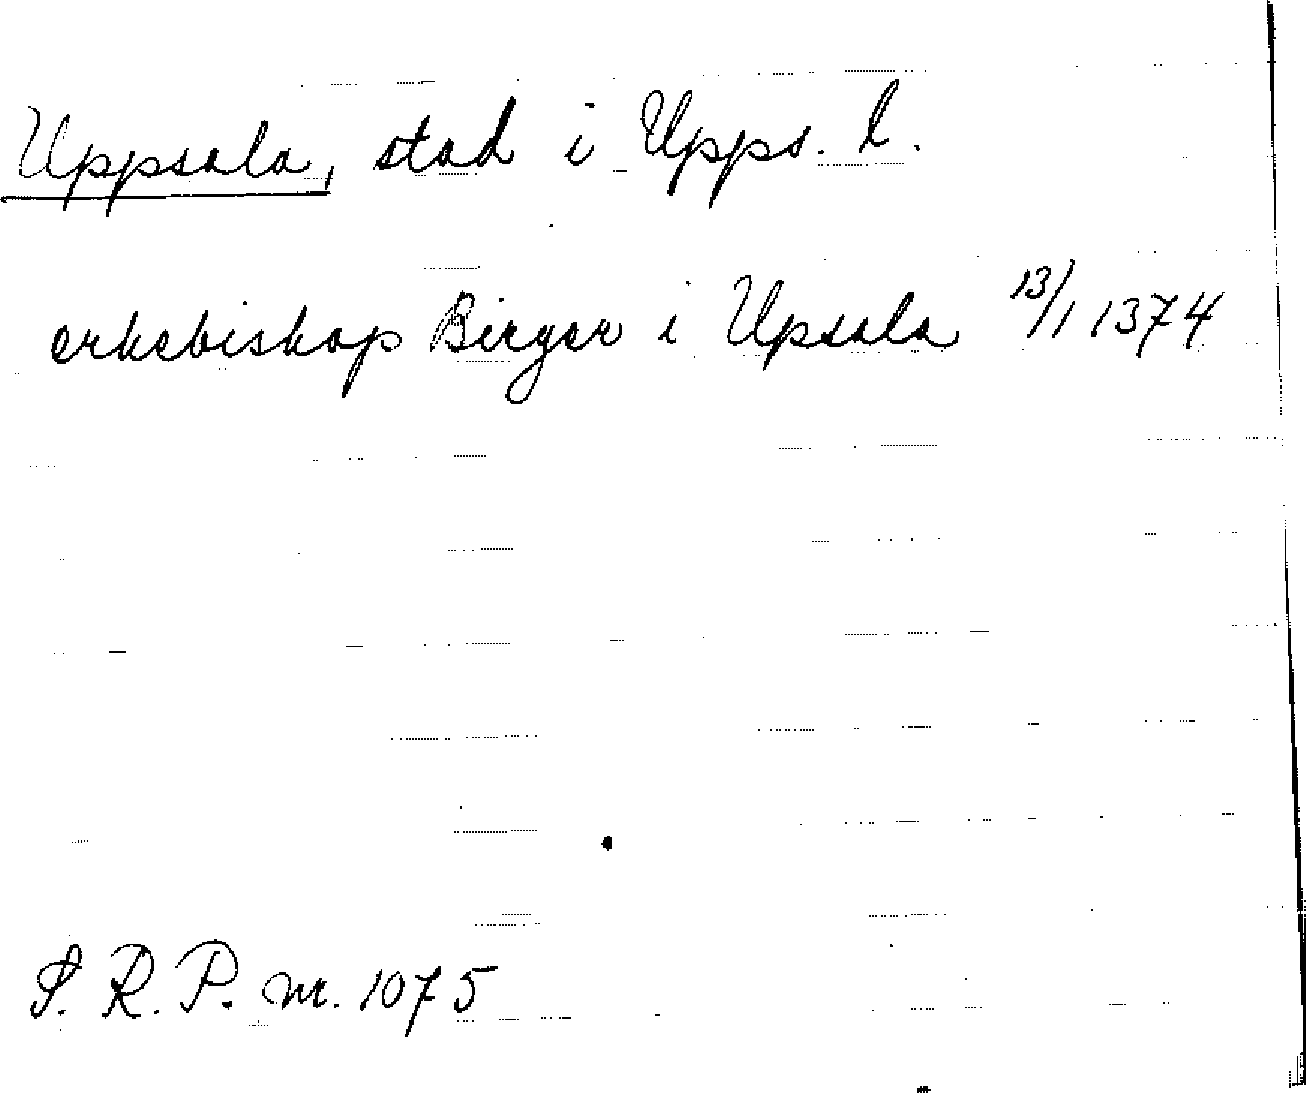 Uppsala, stad i Upps. l.
erkebiskop Birger i Upsala 13/1 1374
S. R. P. nr. 1075